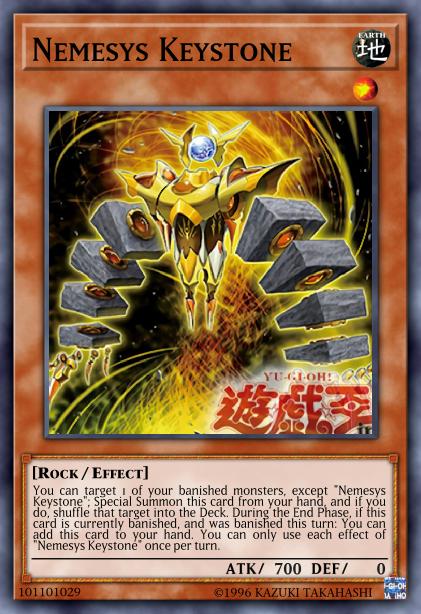 NEMESYS KEYSTONE
EARTH
地
YU-GI-OH!
遊戯王
[ROCK / EFFECT]
You can target 1 of your banished monsters, except "Nemesys
Keystone"; Special Summon this card from your hand, and if you
do, shuffle that target into the Deck. During the End Phase, if this
card is currently banished, and was banished this turn: You can
add this card to your hand. You can only use each effect of
"Nemesys Keystone" once per turn.
ATK/ 700 DEF/ 0
101101029
©1996 KAZUKI TAKAHASHI